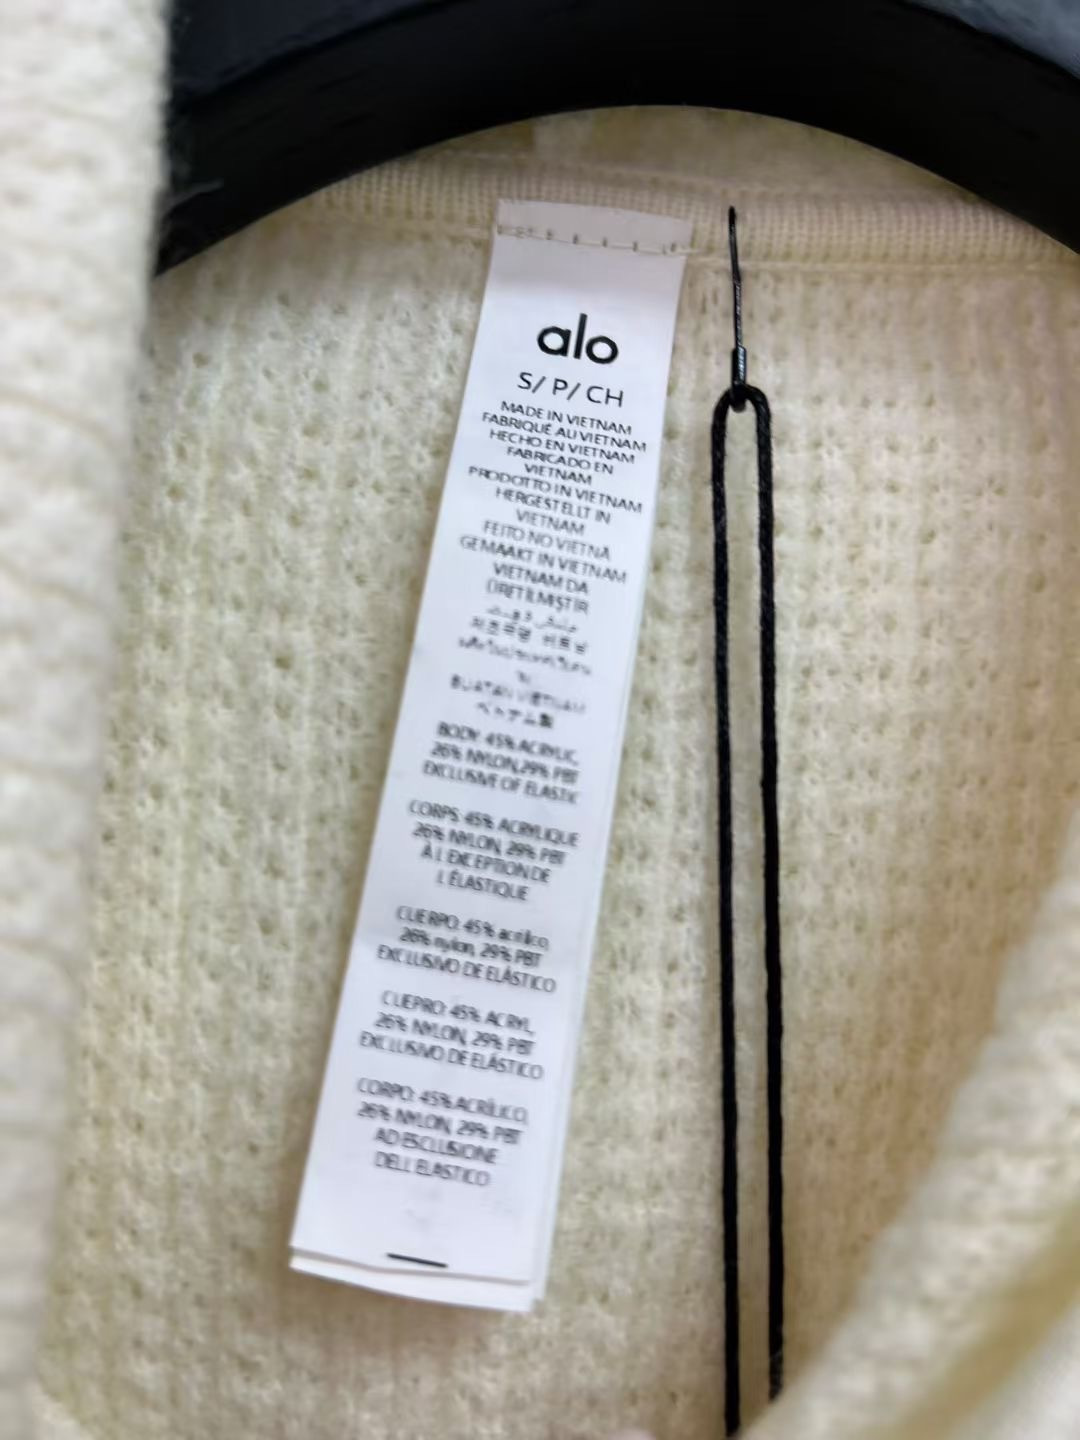 alo
S/ P/ CH
MADE IN VIETNAM
FABRIQUÉ AU VIETNAM
HECHO EN VIETNAM
FABRICADO EN
VIETNAM
PRODOTTO IN VIETNAM
HERGESTELLT IN
VIETNAM
FEITO NO VIETNÃ
GEMAAKT IN VIETNAM
VIETNAM DA
ÜRETİLMİŞTİR
BUATAN VIETNAM
ベトナム製
BODY: 45% ACRYLIC,
26% NYLON,29% PBT
EXCLUSIVE OF ELASTIC
CORPS: 45% ACRYLIQUE
26% NYLON, 29% PBT
À L EXCEPTION DE
L ÉLASTIQUE
CUERPO: 45% acrílico,
26% nylon, 29% PBT
EXCLUSIVO DE ELÁSTICO
CUEPRO: 45% ACRYL,
26% NYLON, 29% PBT
EXCLUSIVO DE ELÁSTICO
CORPO: 45% ACRÍLICO,
26% NYLON, 29% PBT
AD ESCLUSIONE
DELL ELASTICO